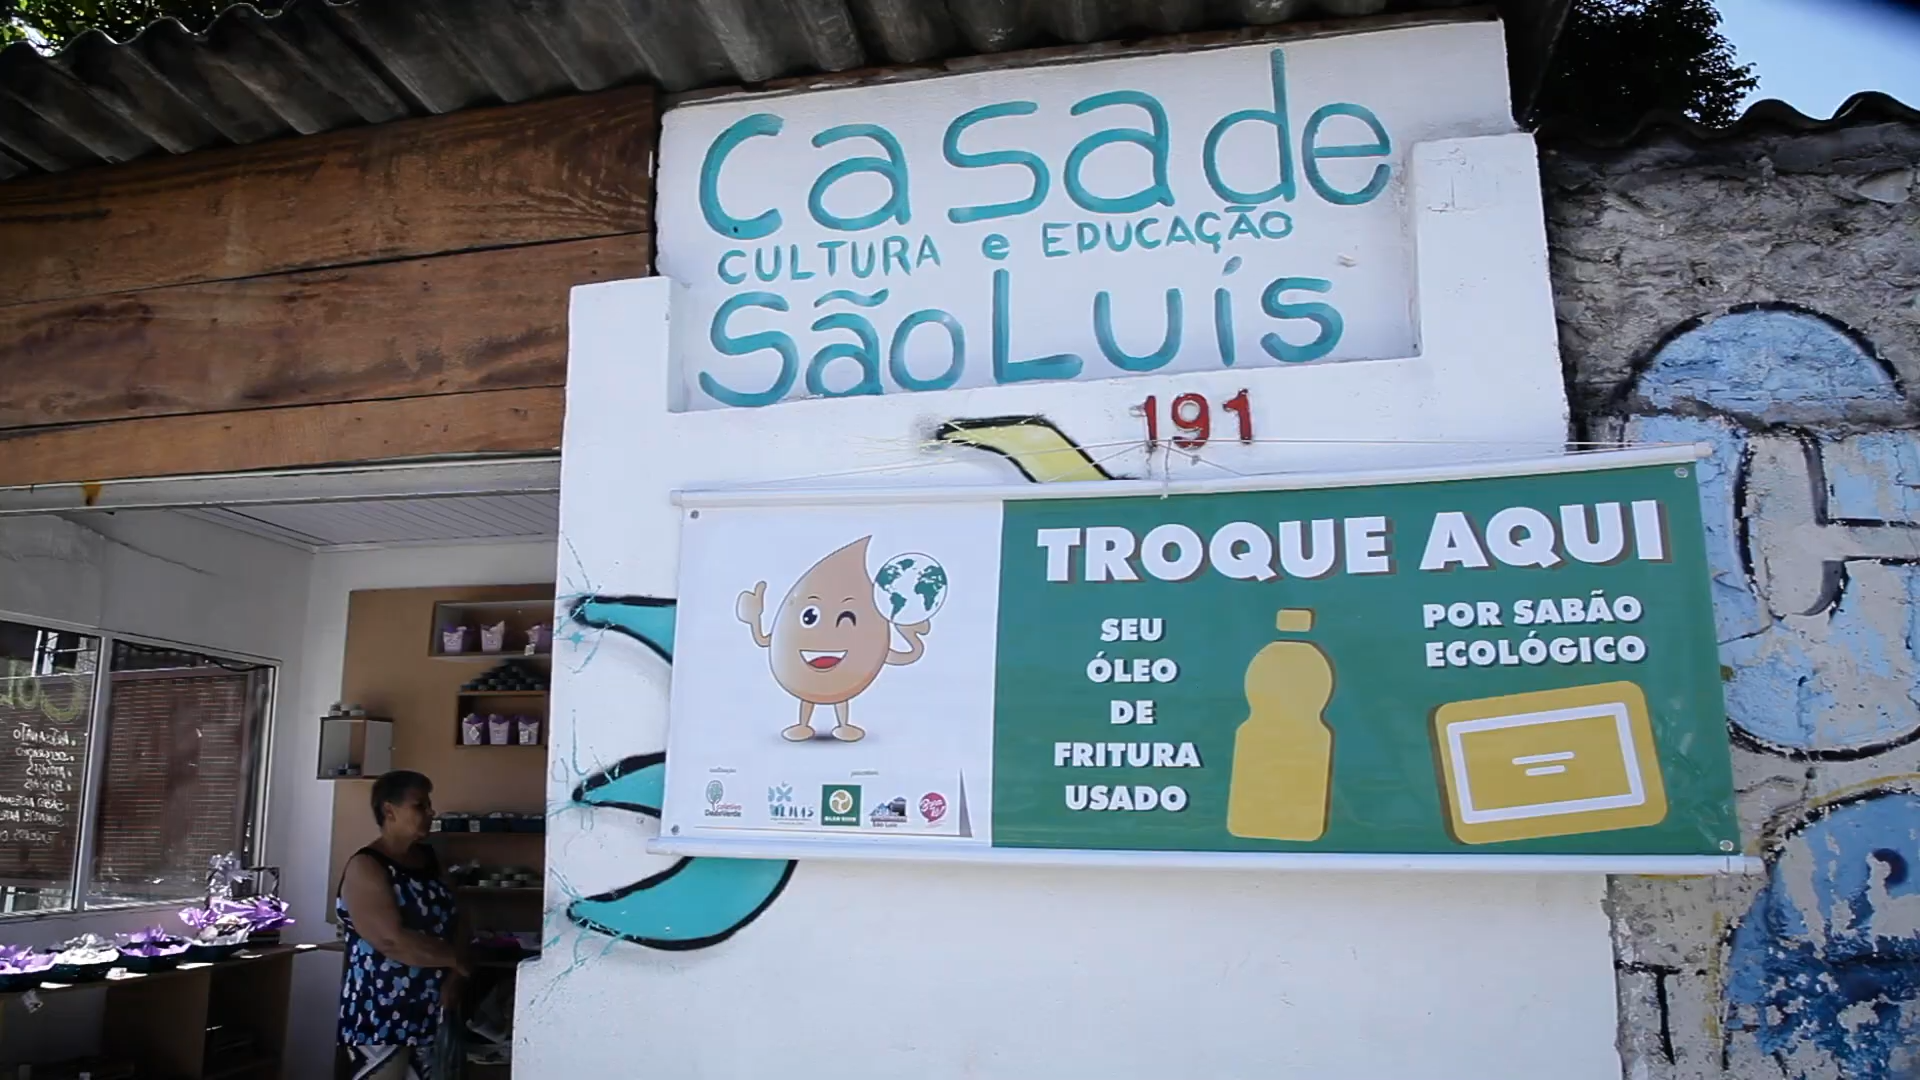 Casa de
CULTURA e EDUCAÇÃO
São Luís
191
TROQUE AQUI
SEU
ÓLEO
DE
FRITURA
USADO
POR SABÃO
ECOLÓGICO